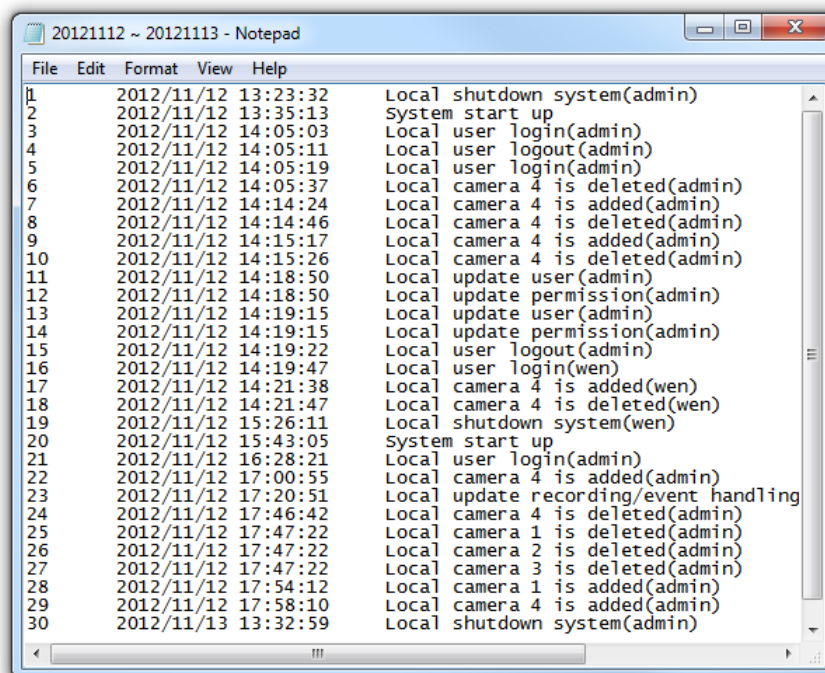 20121112 ~ 20121113 - Notepad
File Edit Format View Help
1 2012/11/12 13:23:32 Local shutdown system(admin)
2 2012/11/12 13:35:13 System start up
3 2012/11/12 14:05:03 Local user login(admin)
4 2012/11/12 14:05:11 Local user logout(admin)
5 2012/11/12 14:05:19 Local user login(admin)
6 2012/11/12 14:05:37 Local camera 4 is deleted(admin)
7 2012/11/12 14:14:24 Local camera 4 is added(admin)
8 2012/11/12 14:14:46 Local camera 4 is deleted(admin)
9 2012/11/12 14:15:17 Local camera 4 is added(admin)
10 2012/11/12 14:15:26 Local camera 4 is deleted(admin)
11 2012/11/12 14:18:50 Local update user(admin)
12 2012/11/12 14:18:50 Local update permission(admin)
13 2012/11/12 14:19:15 Local update user(admin)
14 2012/11/12 14:19:15 Local update permission(admin)
15 2012/11/12 14:19:22 Local user logout(admin)
16 2012/11/12 14:19:47 Local user login(wen)
17 2012/11/12 14:21:38 Local camera 4 is added(wen)
18 2012/11/12 14:21:47 Local camera 4 is deleted(wen)
19 2012/11/12 15:26:11 Local shutdown system(wen)
20 2012/11/12 15:43:05 System start up
21 2012/11/12 16:28:21 Local user login(admin)
22 2012/11/12 17:00:55 Local camera 4 is added(admin)
23 2012/11/12 17:20:51 Local update recording/event handling
24 2012/11/12 17:46:42 Local camera 4 is deleted(admin)
25 2012/11/12 17:47:22 Local camera 1 is deleted(admin)
26 2012/11/12 17:47:22 Local camera 2 is deleted(admin)
27 2012/11/12 17:47:22 Local camera 3 is deleted(admin)
28 2012/11/12 17:54:12 Local camera 1 is added(admin)
29 2012/11/12 17:58:10 Local camera 4 is added(admin)
30 2012/11/13 13:32:59 Local shutdown system(admin)